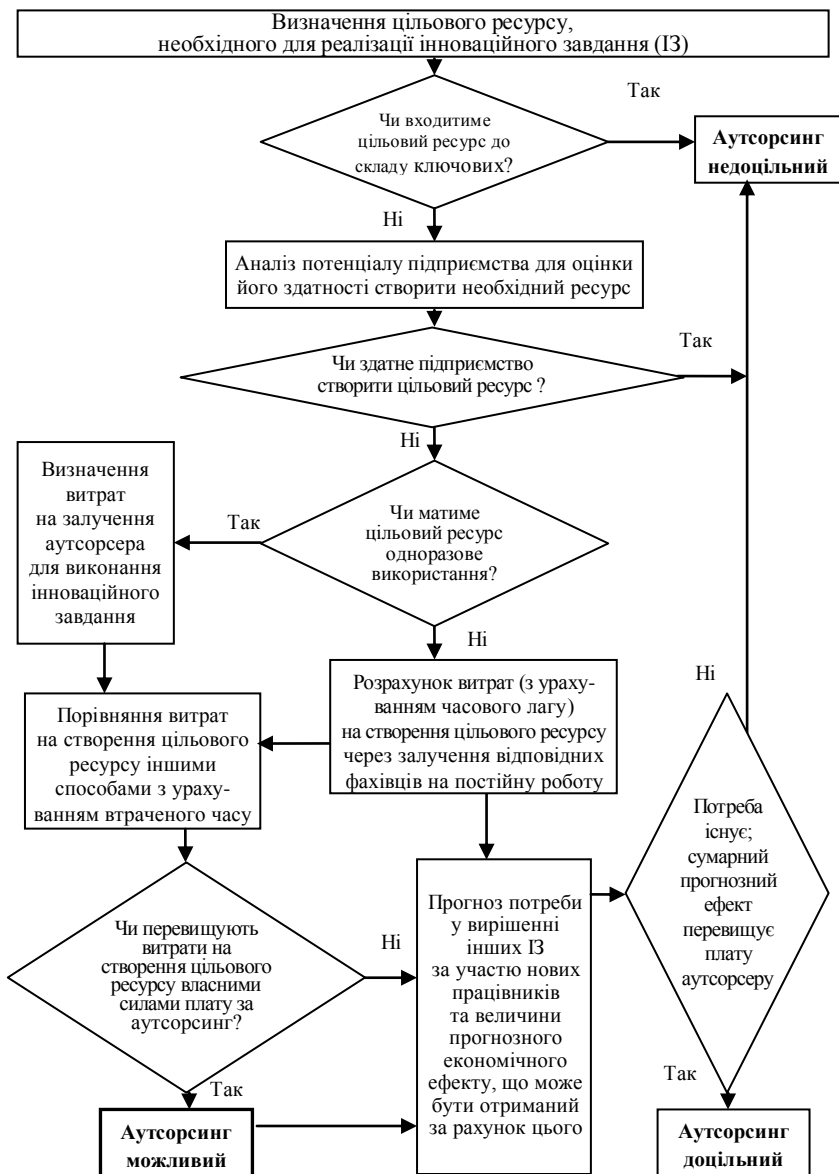 Визначення цільового ресурсу,
необхідного для реалізації інноваційного завдання (ІЗ)
Так
Чи входитиме
цільовий ресурс до
складу ключових?
Аутсорсинг
недоцільний
Ні
Аналіз потенціалу підприємства для оцінки
його здатності створити необхідний ресурс
Так
Чи здатне підприємство
створити цільовий ресурс ?
Ні
Визначення
витрат
на залучення
аутсорсера
для виконання
інноваційного
завдання
Так
Чи матиме
цільовий ресурс
одноразове
використання?
Ні
Порівняння витрат
на створення цільового
ресурсу іншими
способами з ураху-
ванням втраченого часу
Розрахунок витрат (з ураху-
ванням часового лагу)
на створення цільового ресурсу
через залучення відповідних
фахівців на постійну роботу
Ні
Потреба
існує;
сумарний
прогнозний
ефект
перевищує
плату
аутсорсеру
Чи перевищують
витрати на
створення цільового
ресурсу власними
силами плату за
аутсорсинг?
Ні
Прогноз потреби
у вирішенні
інших ІЗ
за участю нових
працівників
та величини
прогнозного
економічного
ефекту, що може
бути отриманий
за рахунок цього
Так
Так
Аутсорсинг
можливий
Аутсорсинг
доцільний